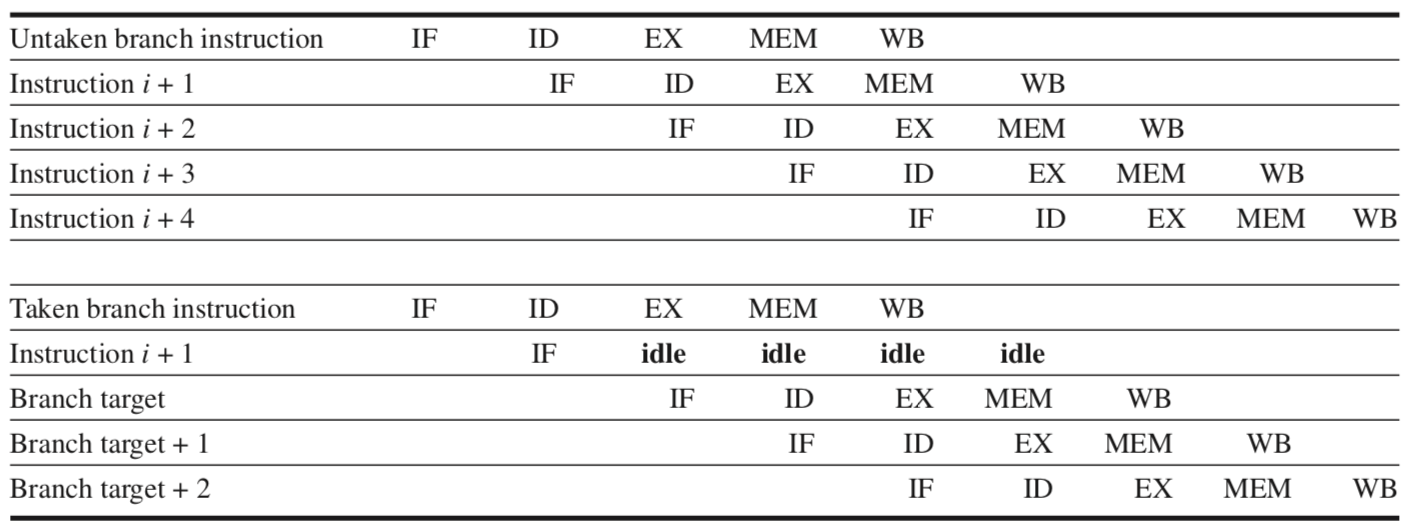 Untaken branch instruction IF ID EX MEM WB
Instruction i + 1 IF ID EX MEM WB
Instruction i + 2 IF ID EX MEM WB
Instruction i + 3 IF ID EX MEM WB
Instruction i + 4 IF ID EX MEM WB
Taken branch instruction IF ID EX MEM WB
Instruction i + 1 IF idle idle idle idle
Branch target IF ID EX MEM WB
Branch target + 1 IF ID EX MEM WB
Branch target + 2 IF ID EX MEM WB